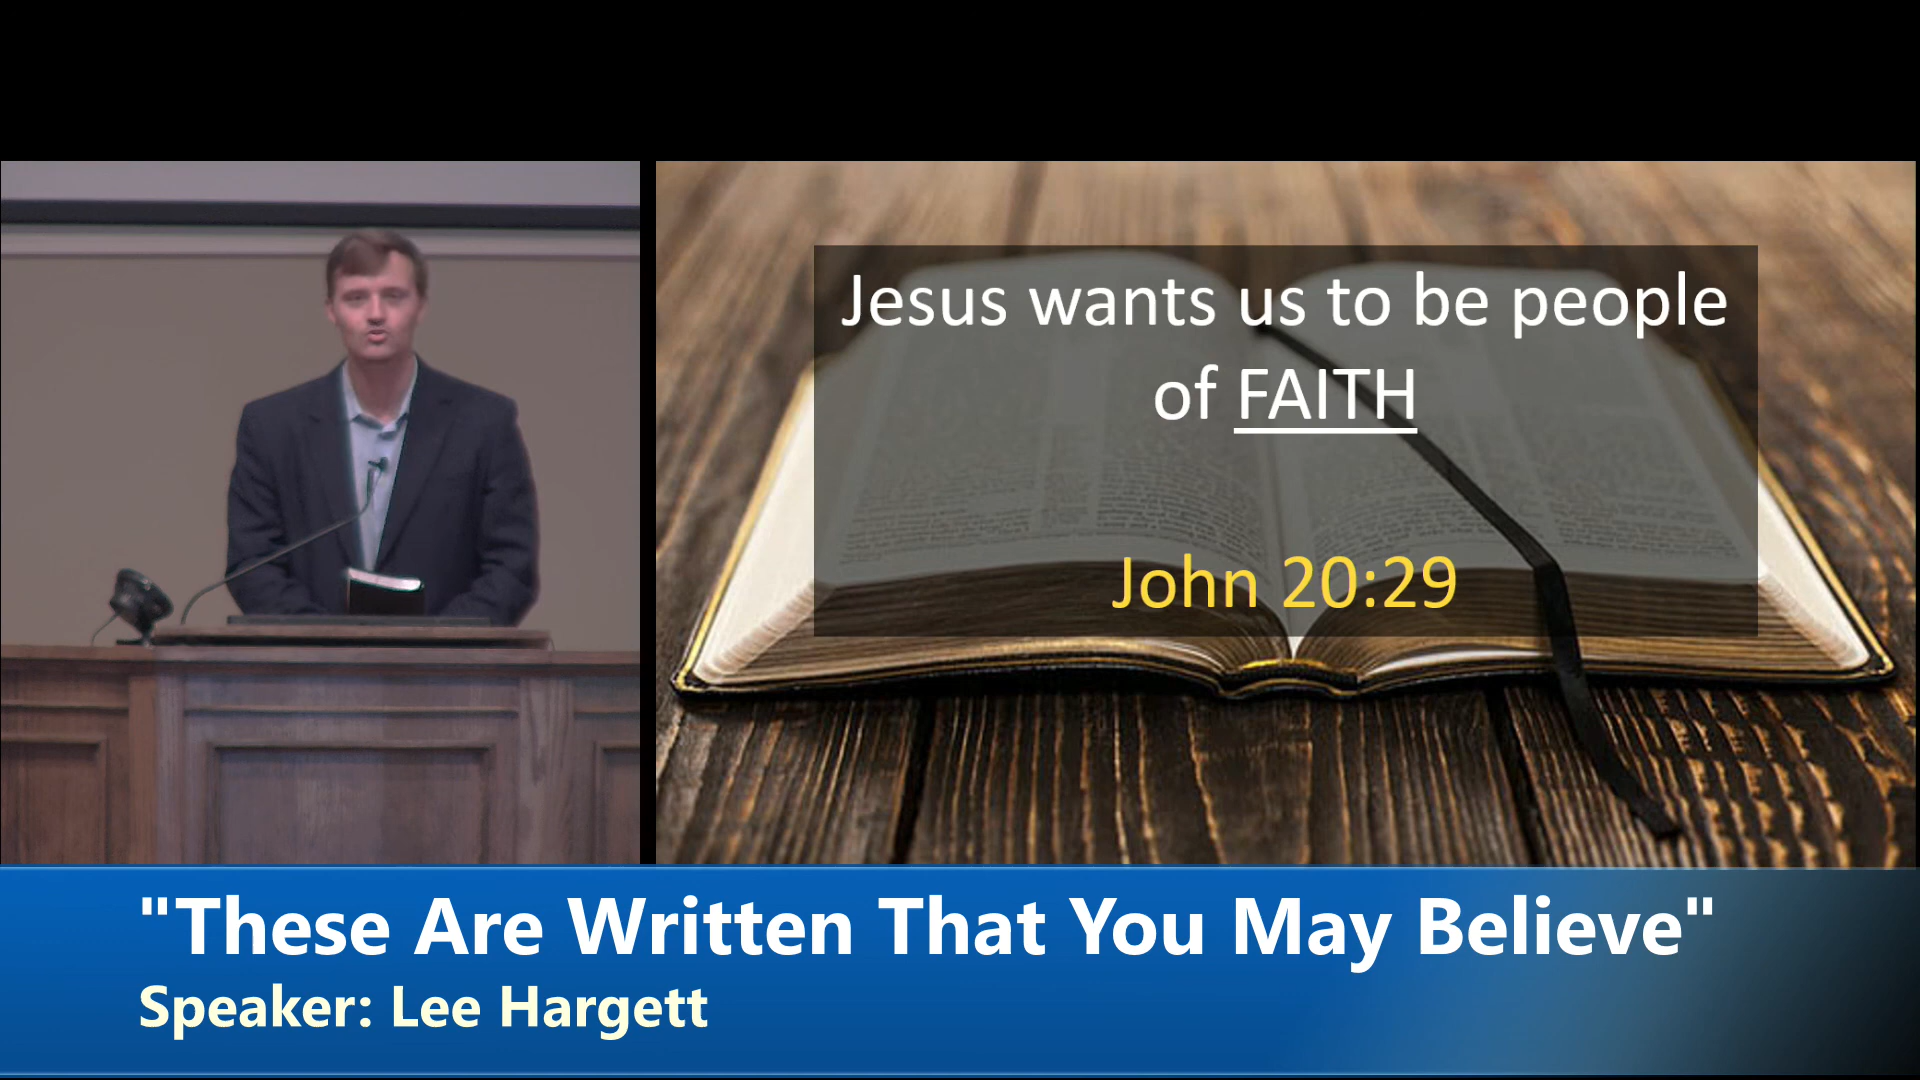 Jesus wants us to be people
of FAITH
John 20:29
"These Are Written That You May Believe"
Speaker: Lee Hargett